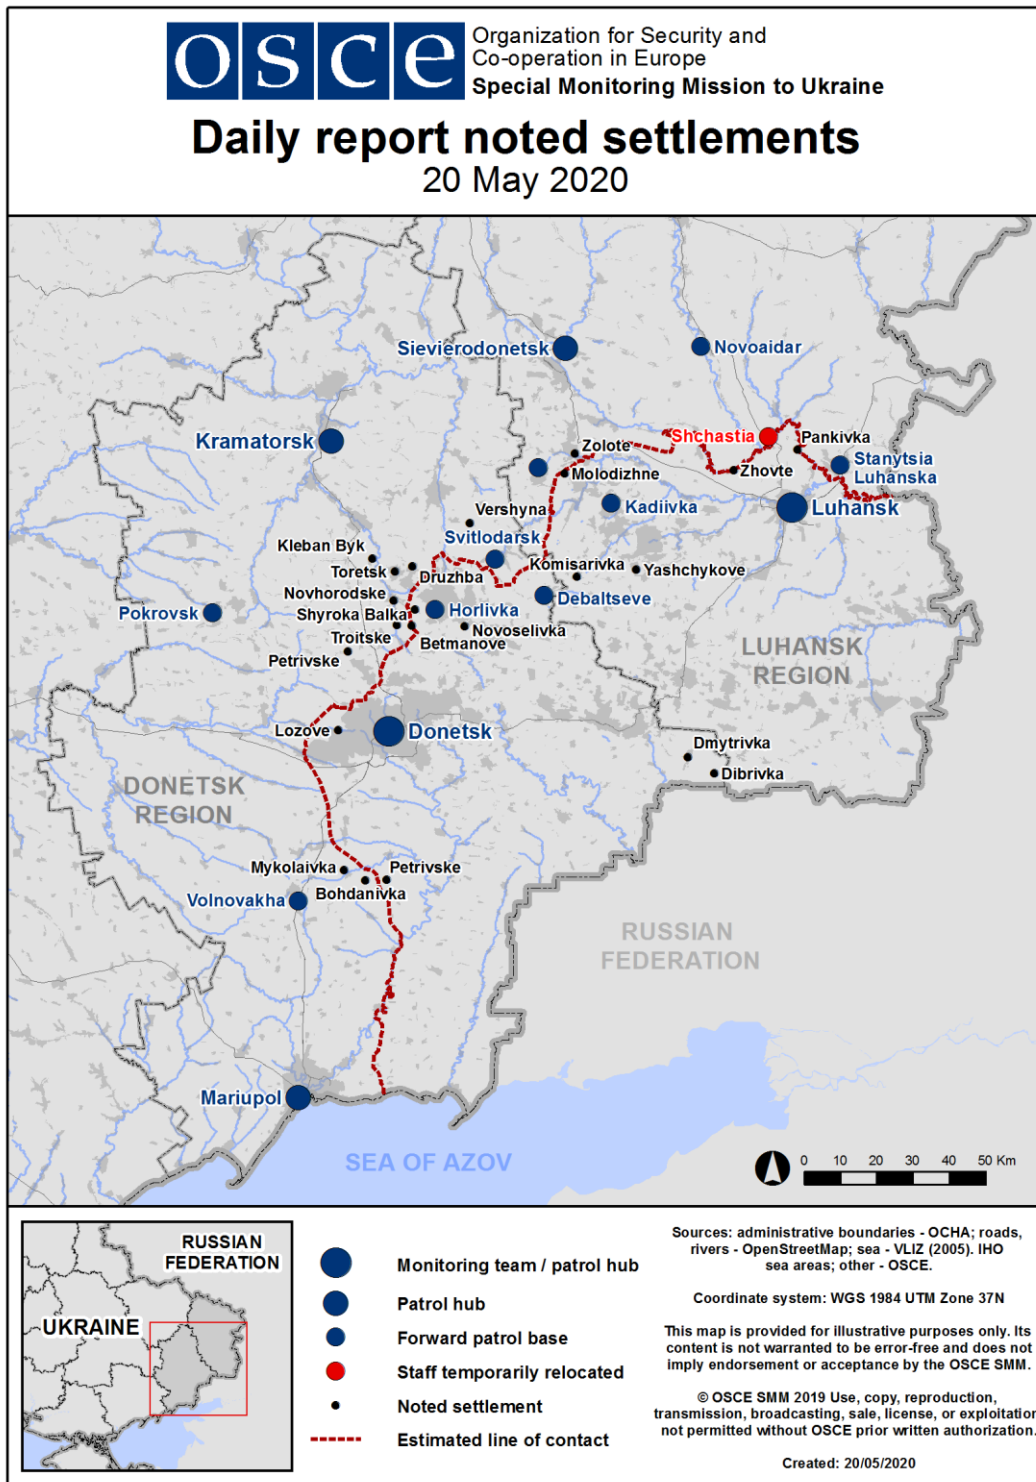 osce
Organization for Security and
Co-operation in Europe
Special Monitoring Mission to Ukraine
Daily report noted settlements
20 May 2020
Sievierodonetsk
Novoaidar
Kramatorsk
Shchastia
Pankivka
Zolote
Stanytsia
Luhanska
Molodizhne
Zhovte
Kadiivka
Luhansk
Vershyna
Svitlodarsk
Kleban Byk
Toretsk
Druzhba
Komisarivka
Yashchykove
Novhorodske
Debaltseve
Pokrovsk
Shyroka Balka
Horlivka
Troitske
Betmanove
Novoselivka
Petrivske
LUHANSK
REGION
Lozove
Donetsk
Dmytrivka
Dibrivka
DONETSK
REGION
Mykolaivka
Petrivske
Bohdanivka
Volnovakha
RUSSIAN
FEDERATION
Mariupol
SEA OF AZOV
0 10 20 30 40 50 Km
RUSSIAN
FEDERATION
UKRAINE
Monitoring team / patrol hub
Patrol hub
Forward patrol base
Staff temporarily relocated
Noted settlement
Estimated line of contact
Sources: administrative boundaries - OCHA; roads,
rivers - OpenStreetMap; sea - VLIZ (2005). IHO
sea areas; other - OSCE.
Coordinate system: WGS 1984 UTM Zone 37N
This map is provided for illustrative purposes only. Its
content is not warranted to be error-free and does not
imply endorsement or acceptance by the OSCE SMM.
© OSCE SMM 2019 Use, copy, reproduction,
transmission, broadcasting, sale, license, or exploitation
not permitted without OSCE prior written authorization.
Created: 20/05/2020